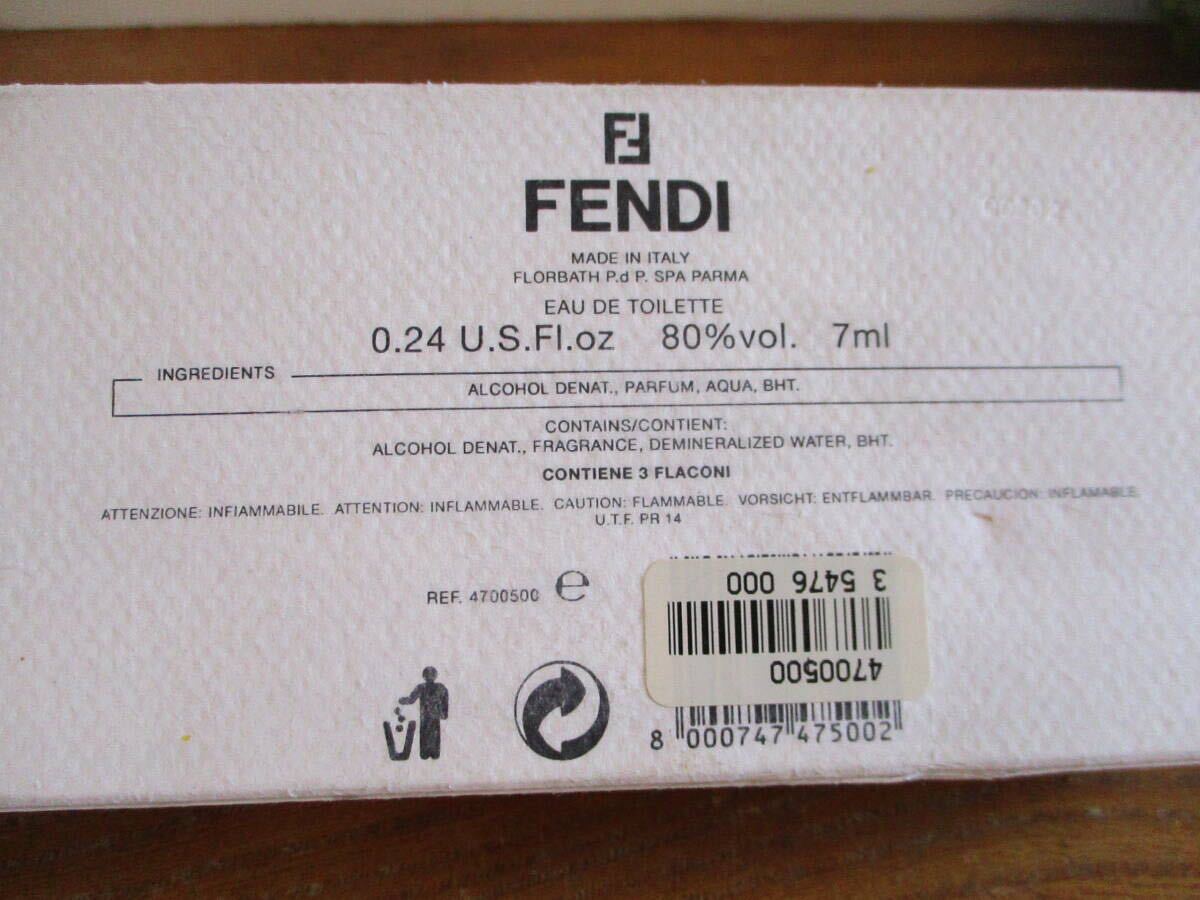 FENDI
MADE IN ITALY
FLORBATH P.d P. SPA PARMA
EAU DE TOILETTE
0.24 U.S.Fl.oz 80%vol. 7ml
INGREDIENTS
ALCOHOL DENAT., PARFUM, AQUA, BHT.
CONTAINS/CONTIENT:
ALCOHOL DENAT., FRAGRANCE, DEMINERALIZED WATER, BHT.
CONTIENE 3 FLACONI
ATTENZIONE: INFIAMMABILE. ATTENTION: INFLAMMABLE. CAUTION: FLAMMABLE. VORSICHT: ENTFLAMMBAR. PRECAUCION: INFLAMABLE.
U.T.F. PR 14
REF. 4700500 e
3 5476 000
4700500
8 000747 475002